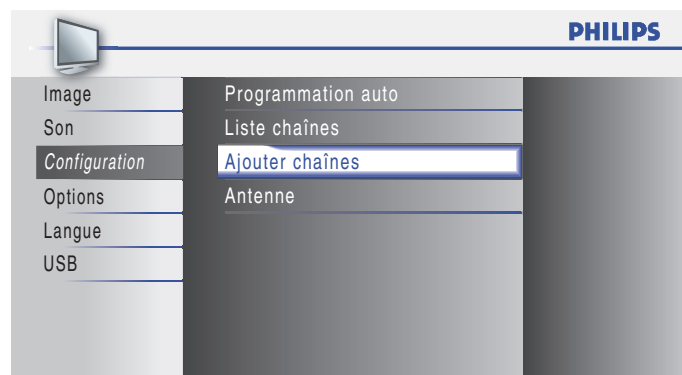 PHILIPS
Image
Son
Configuration
Options
Langue
USB
Programmation auto
Liste chaînes
Ajouter chaînes
Antenne